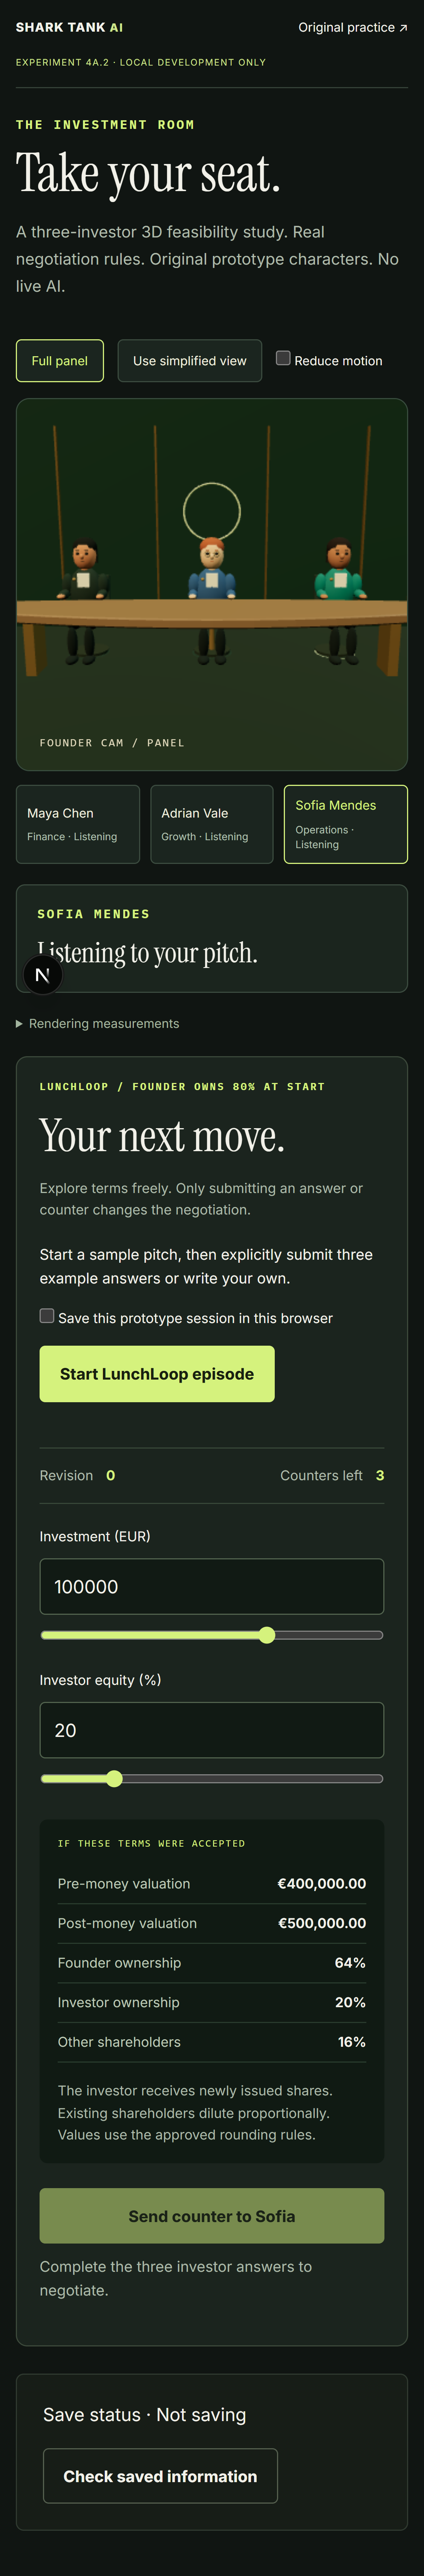 SHARK TANK AI
Original practice ↗
EXPERIMENT 4A.2 · LOCAL DEVELOPMENT ONLY
THE INVESTMENT ROOM
Take your seat.
A three-investor 3D feasibility study. Real
negotiation rules. Original prototype characters. No
live AI.
Full panel
Use simplified view
Reduce motion
FOUNDER CAM / PANEL
Maya Chen
Finance · Listening
Adrian Vale
Growth · Listening
Sofia Mendes
Operations ·
Listening
SOFIA MENDES
Listening to your pitch.
N
Rendering measurements
LUNCHLOOP / FOUNDER OWNS 80% AT START
Your next move.
Explore terms freely. Only submitting an answer or
counter changes the negotiation.
Start a sample pitch, then explicitly submit three
example answers or write your own.
Save this prototype session in this browser
Start LunchLoop episode
Revision 0
Counters left 3
Investment (EUR)
100000
Investor equity (%)
20
IF THESE TERMS WERE ACCEPTED
Pre-money valuation €400,000.00
Post-money valuation €500,000.00
Founder ownership 64%
Investor ownership 20%
Other shareholders 16%
The investor receives newly issued shares.
Existing shareholders dilute proportionally.
Values use the approved rounding rules.
Send counter to Sofia
Complete the three investor answers to
negotiate.
Save status · Not saving
Check saved information